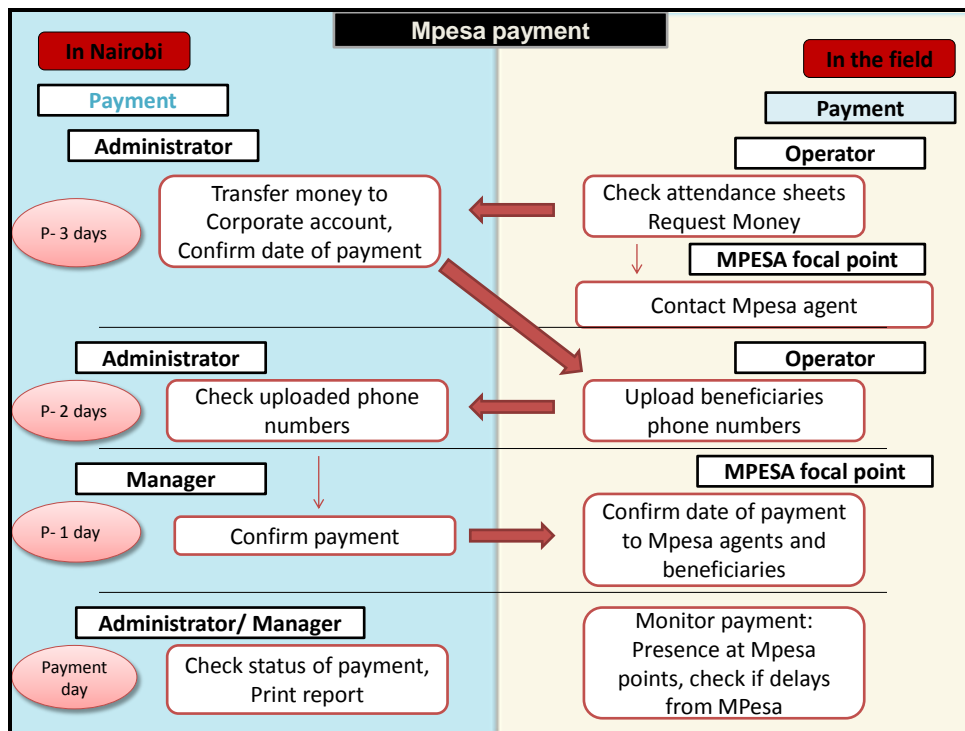 Mpesa payment
In Nairobi
In the field
Payment
Payment
Administrator
Operator
P- 3 days
Transfer money to
Corporate account,
Confirm date of payment
Check attendance sheets
Request Money
MPESA focal point
Contact Mpesa agent
Administrator
Operator
P- 2 days
Check uploaded phone
numbers
Upload beneficiaries
phone numbers
Manager
MPESA focal point
P- 1 day
Confirm payment
Confirm date of payment
to Mpesa agents and
beneficiaries
Administrator/ Manager
Payment
day
Check status of payment,
Print report
Monitor payment:
Presence at Mpesa
points, check if delays
from MPesa